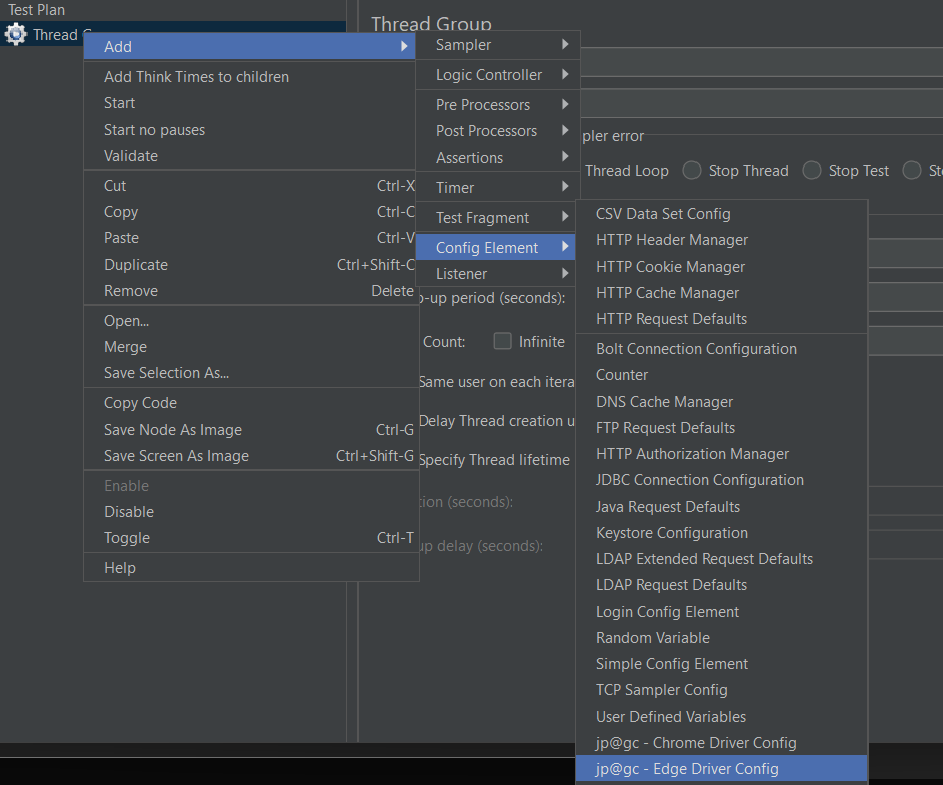 Test Plan
Thread
Thread Group
Add
Add Think Times to children
Start
Start no pauses
Validate
Cut Ctrl-X
Copy Ctrl-C
Paste Ctrl-V
Duplicate Ctrl+Shift-C
Remove Delete
Open...
Merge
Save Selection As...
Copy Code
Save Node As Image Ctrl-G
Save Screen As Image Ctrl+Shift-G
Enable
Disable
Toggle Ctrl-T
Help
Sampler
Logic Controller
Pre Processors
Post Processors
Assertions
Timer
Test Fragment
Config Element
Listener
error
Thread Loop Stop Thread Stop Test
period (seconds):
Count: Infinite
Same user on each
Delay Thread creation
Specify Thread lifetime
(seconds):
delay (seconds):
CSV Data Set Config
HTTP Header Manager
HTTP Cookie Manager
HTTP Cache Manager
HTTP Request Defaults
Bolt Connection Configuration
Counter
DNS Cache Manager
FTP Request Defaults
HTTP Authorization Manager
JDBC Connection Configuration
Java Request Defaults
Keystore Configuration
LDAP Extended Request Defaults
LDAP Request Defaults
Login Config Element
Random Variable
Simple Config Element
TCP Sampler Config
User Defined Variables
jp@gc - Chrome Driver Config
jp@gc - Edge Driver Config